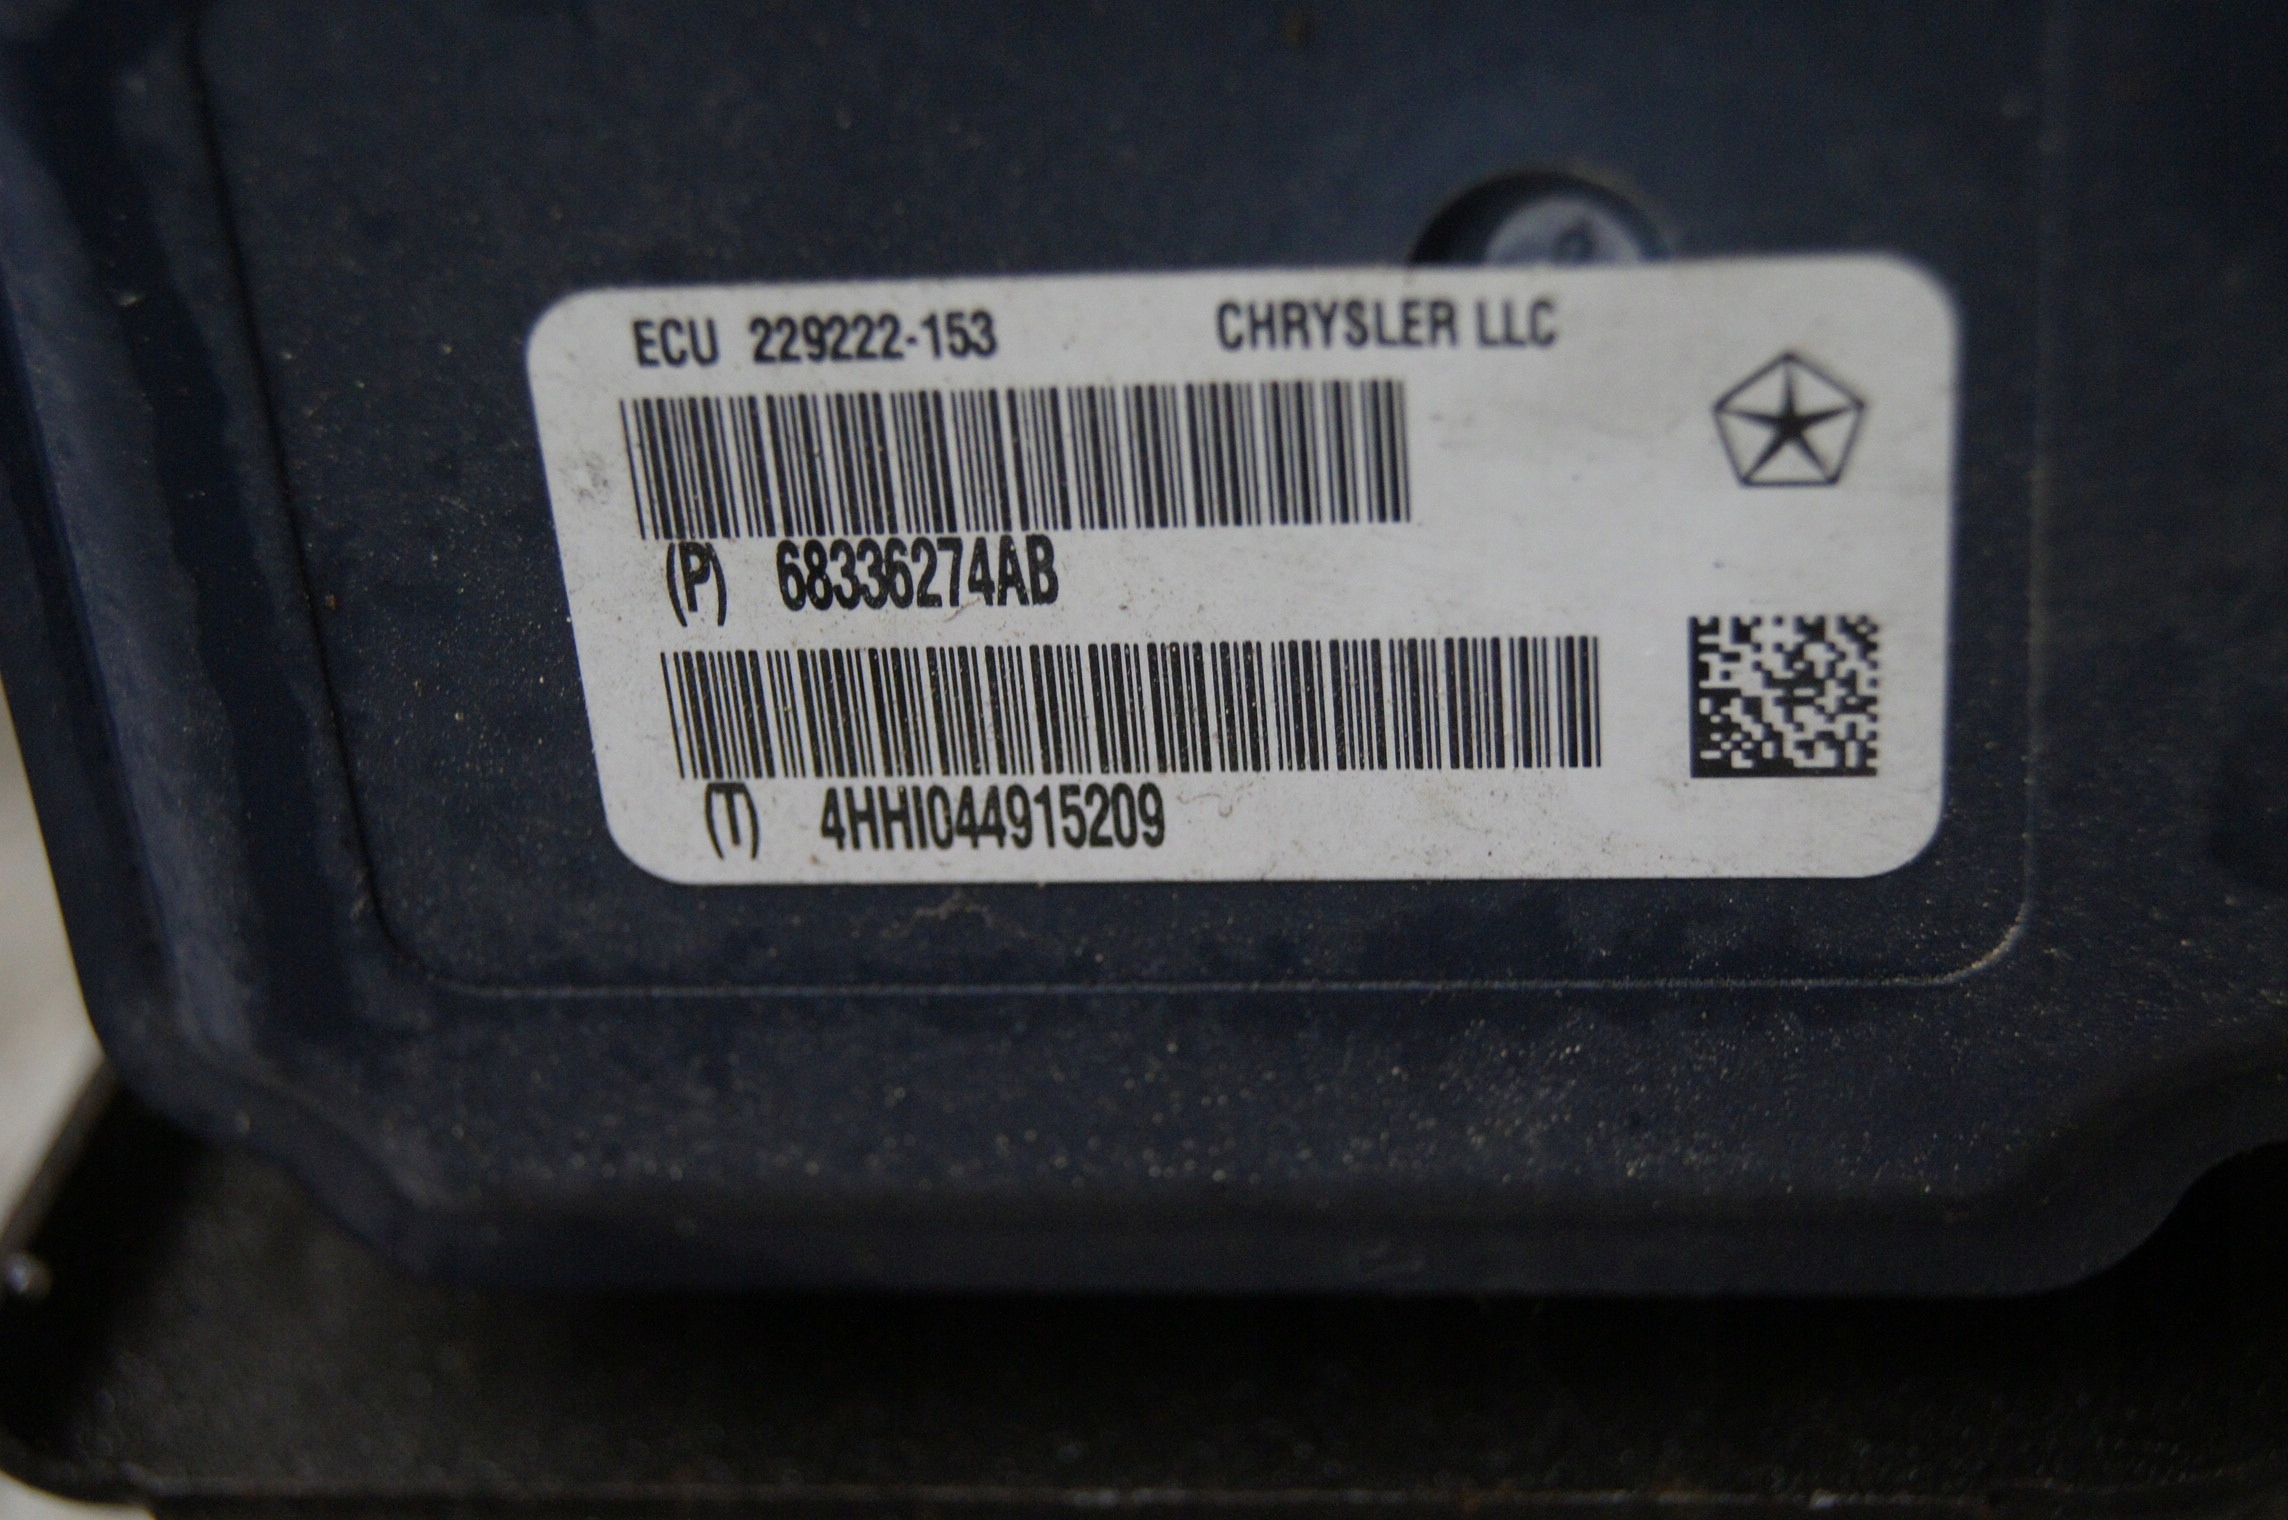 ECU 229222-153 CHRYSLER LLC
(P) 68336274AB
(T) 4HHI044915209